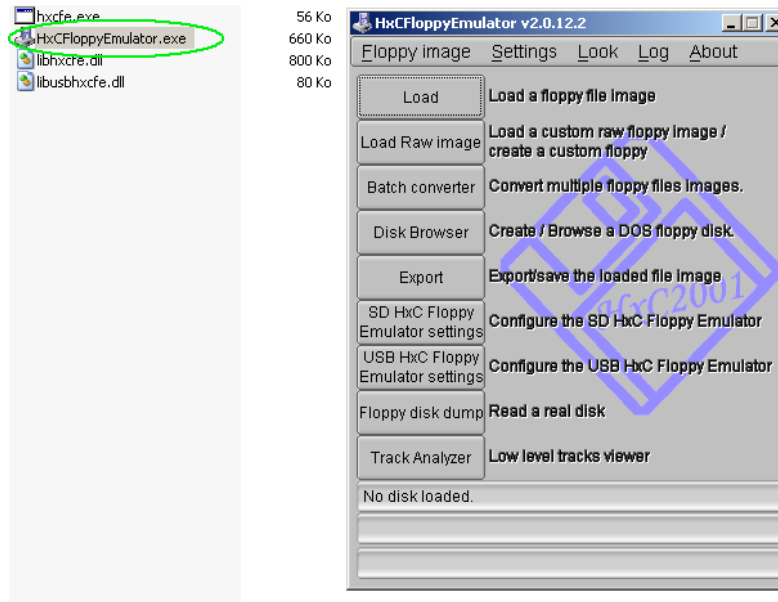 hxcfe.exe 56 Ko
HxCFloppyEmulator.exe 660 Ko
libhxcfe.dll 800 Ko
libusbhxcfe.dll 80 Ko
HxCFloppyEmulator v2.0.12.2
Floppy image Settings Look Log About
Load Load a floppy file image
Load Raw image Load a custom raw floppy image /
create a custom floppy
Batch converter Convert multiple floppy files images.
Disk Browser Create / Browse a DOS floppy disk.
Export Export/save the loaded file image
HxC2001
SD HxC Floppy
Emulator settings Configure the SD HxC Floppy Emulator
USB HxC Floppy
Emulator settings Configure the USB HxC Floppy Emulator
Floppy disk dump Read a real disk
Track Analyzer Low level tracks viewer
No disk loaded.